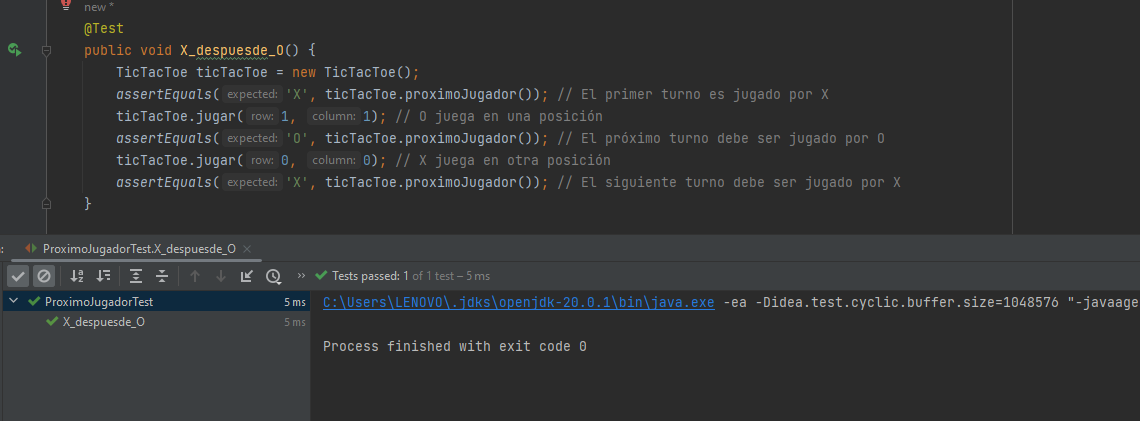 new *
@Test
public void X_despuesde_O() {
TicTacToe ticTacToe = new TicTacToe();
assertEquals( expected: 'X', ticTacToe.proximoJugador()); // El primer turno es jugado por X
ticTacToe.jugar( row: 1, column: 1); // O juega en una posición
assertEquals( expected: 'O', ticTacToe.proximoJugador()); // El próximo turno debe ser jugado por O
ticTacToe.jugar( row: 0, column: 0); // X juega en otra posición
assertEquals( expected: 'X', ticTacToe.proximoJugador()); // El siguiente turno debe ser jugado por X
}
: ProximoJugadorTest.X_despuesde_O ×
» Tests passed: 1 of 1 test – 5 ms
ProximoJugadorTest 5 ms
X_despuesde_O 5 ms
C:\Users\LENOVO\.jdks\openjdk-20.0.1\bin\java.exe -ea -Didea.test.cyclic.buffer.size=1048576 "-javaage
Process finished with exit code 0